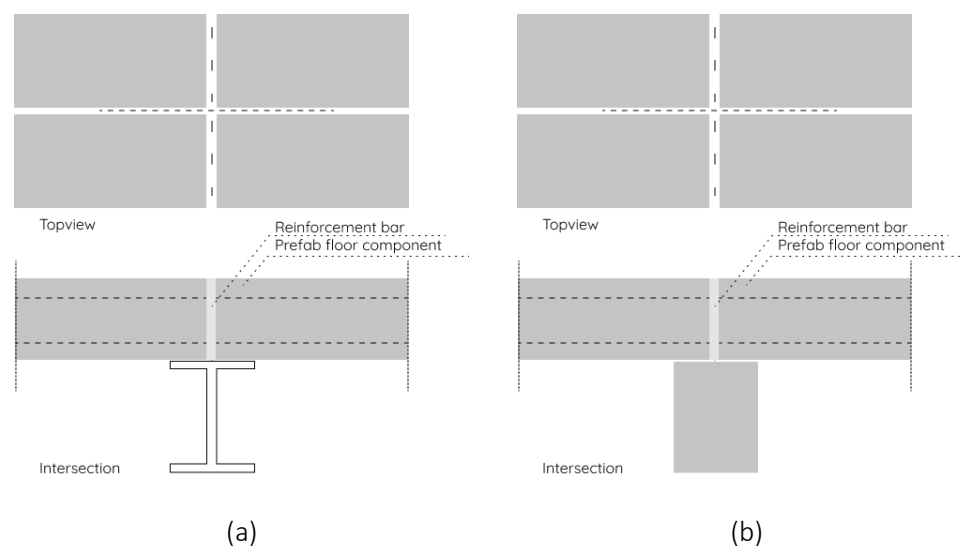 Topview
Reinforcement bar
Prefab floor component
Intersection
(a)
Topview
Reinforcement bar
Prefab floor component
Intersection
(b)